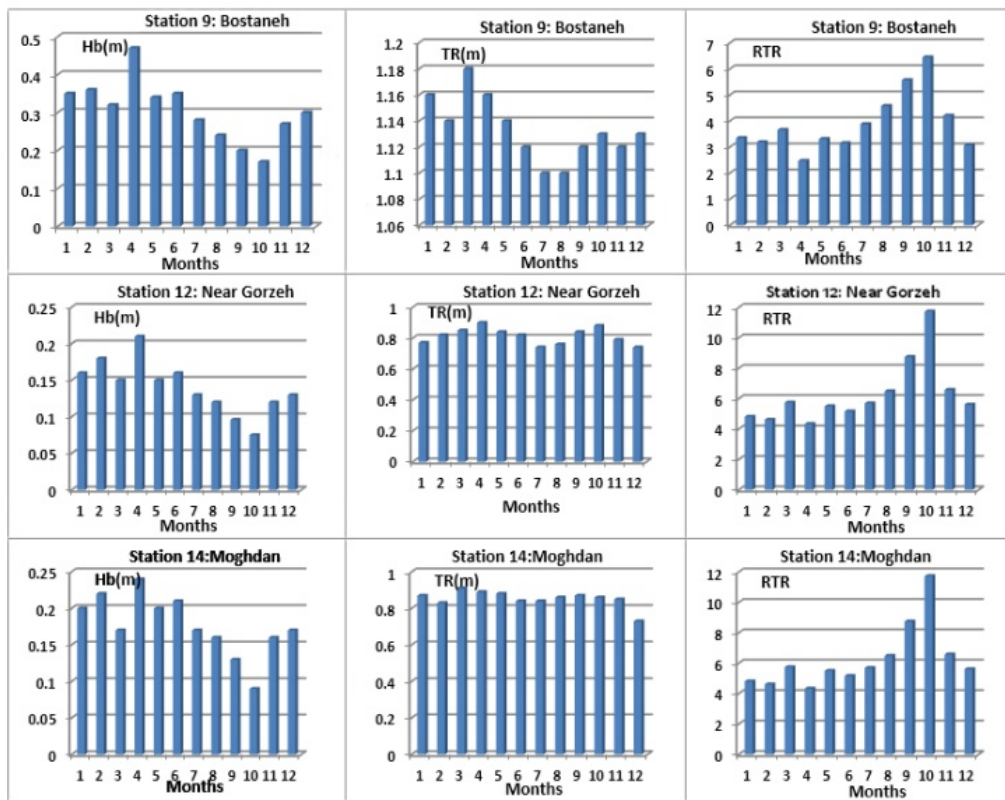 Station 9: Bostaneh
Hb(m)
0.5
0.4
0.3
0.2
0.1
0
1 2 3 4 5 6 7 8 9 10 11 12
Months
Station 9: Bostaneh
TR(m)
1.2
1.18
1.16
1.14
1.12
1.1
1.08
1.06
1 2 3 4 5 6 7 8 9 10 11 12
Months
Station 9: Bostaneh
RTR
7
6
5
4
3
2
1
0
1 2 3 4 5 6 7 8 9 10 11 12
Months
Station 12: Near Gorzeh
Hb(m)
0.25
0.2
0.15
0.1
0.05
0
1 2 3 4 5 6 7 8 9 10 11 12
Months
Station 12: Near Gorzeh
TR(m)
1
0.8
0.6
0.4
0.2
0
1 2 3 4 5 6 7 8 9 10 11 12
Months
Station 12: Near Gorzeh
RTR
12
10
8
6
4
2
0
1 2 3 4 5 6 7 8 9 10 11 12
Months
Station 14:Moghdan
Hb(m)
0.25
0.2
0.15
0.1
0.05
0
1 2 3 4 5 6 7 8 9 10 11 12
Months
Station 14:Moghdan
TR(m)
1
0.8
0.6
0.4
0.2
0
1 2 3 4 5 6 7 8 9 10 11 12
Months
Station 14:Moghdan
RTR
12
10
8
6
4
2
0
1 2 3 4 5 6 7 8 9 10 11 12
Months